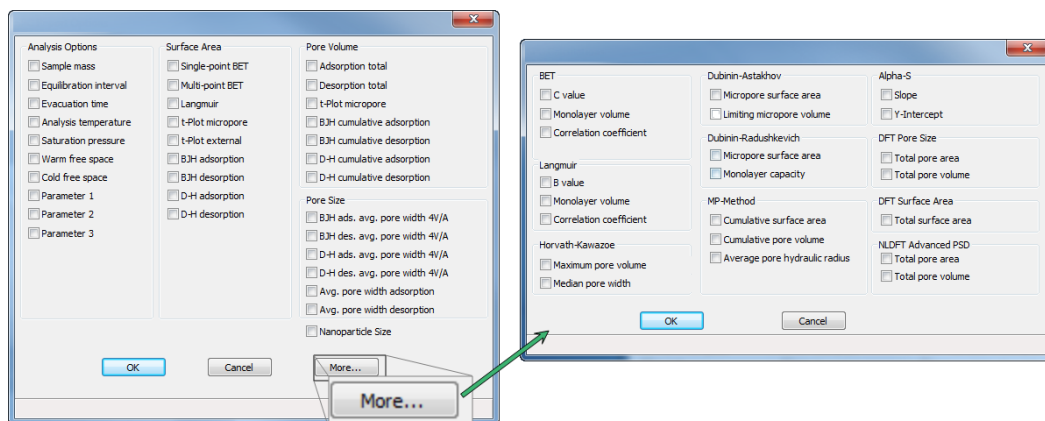 Analysis Options
Sample mass
Equilibration interval
Evacuation time
Analysis temperature
Saturation pressure
Warm free space
Cold free space
Parameter 1
Parameter 2
Parameter 3
Surface Area
Single-point BET
Multi-point BET
Langmuir
t-Plot micropore
t-Plot external
BJH adsorption
BJH desorption
D-H adsorption
D-H desorption
Pore Volume
Adsorption total
Desorption total
t-Plot micropore
BJH cumulative adsorption
BJH cumulative desorption
D-H cumulative adsorption
D-H cumulative desorption
Pore Size
BJH ads. avg. pore width 4V/A
BJH des. avg. pore width 4V/A
D-H ads. avg. pore width 4V/A
D-H des. avg. pore width 4V/A
Avg. pore width adsorption
Avg. pore width desorption
Nanoparticle Size
OK
Cancel
More...
More...
BET
C value
Monolayer volume
Correlation coefficient
Langmuir
B value
Monolayer volume
Correlation coefficient
Horvath-Kawazoe
Maximum pore volume
Median pore width
Dubinin-Astakhov
Micropore surface area
Limiting micropore volume
Dubinin-Radushkevich
Micropore surface area
Monolayer capacity
MP-Method
Cumulative surface area
Cumulative pore volume
Average pore hydraulic radius
Alpha-S
Slope
Y-Intercept
DFT Pore Size
Total pore area
Total pore volume
DFT Surface Area
Total surface area
NLDFT Advanced PSD
Total pore area
Total pore volume
OK
Cancel